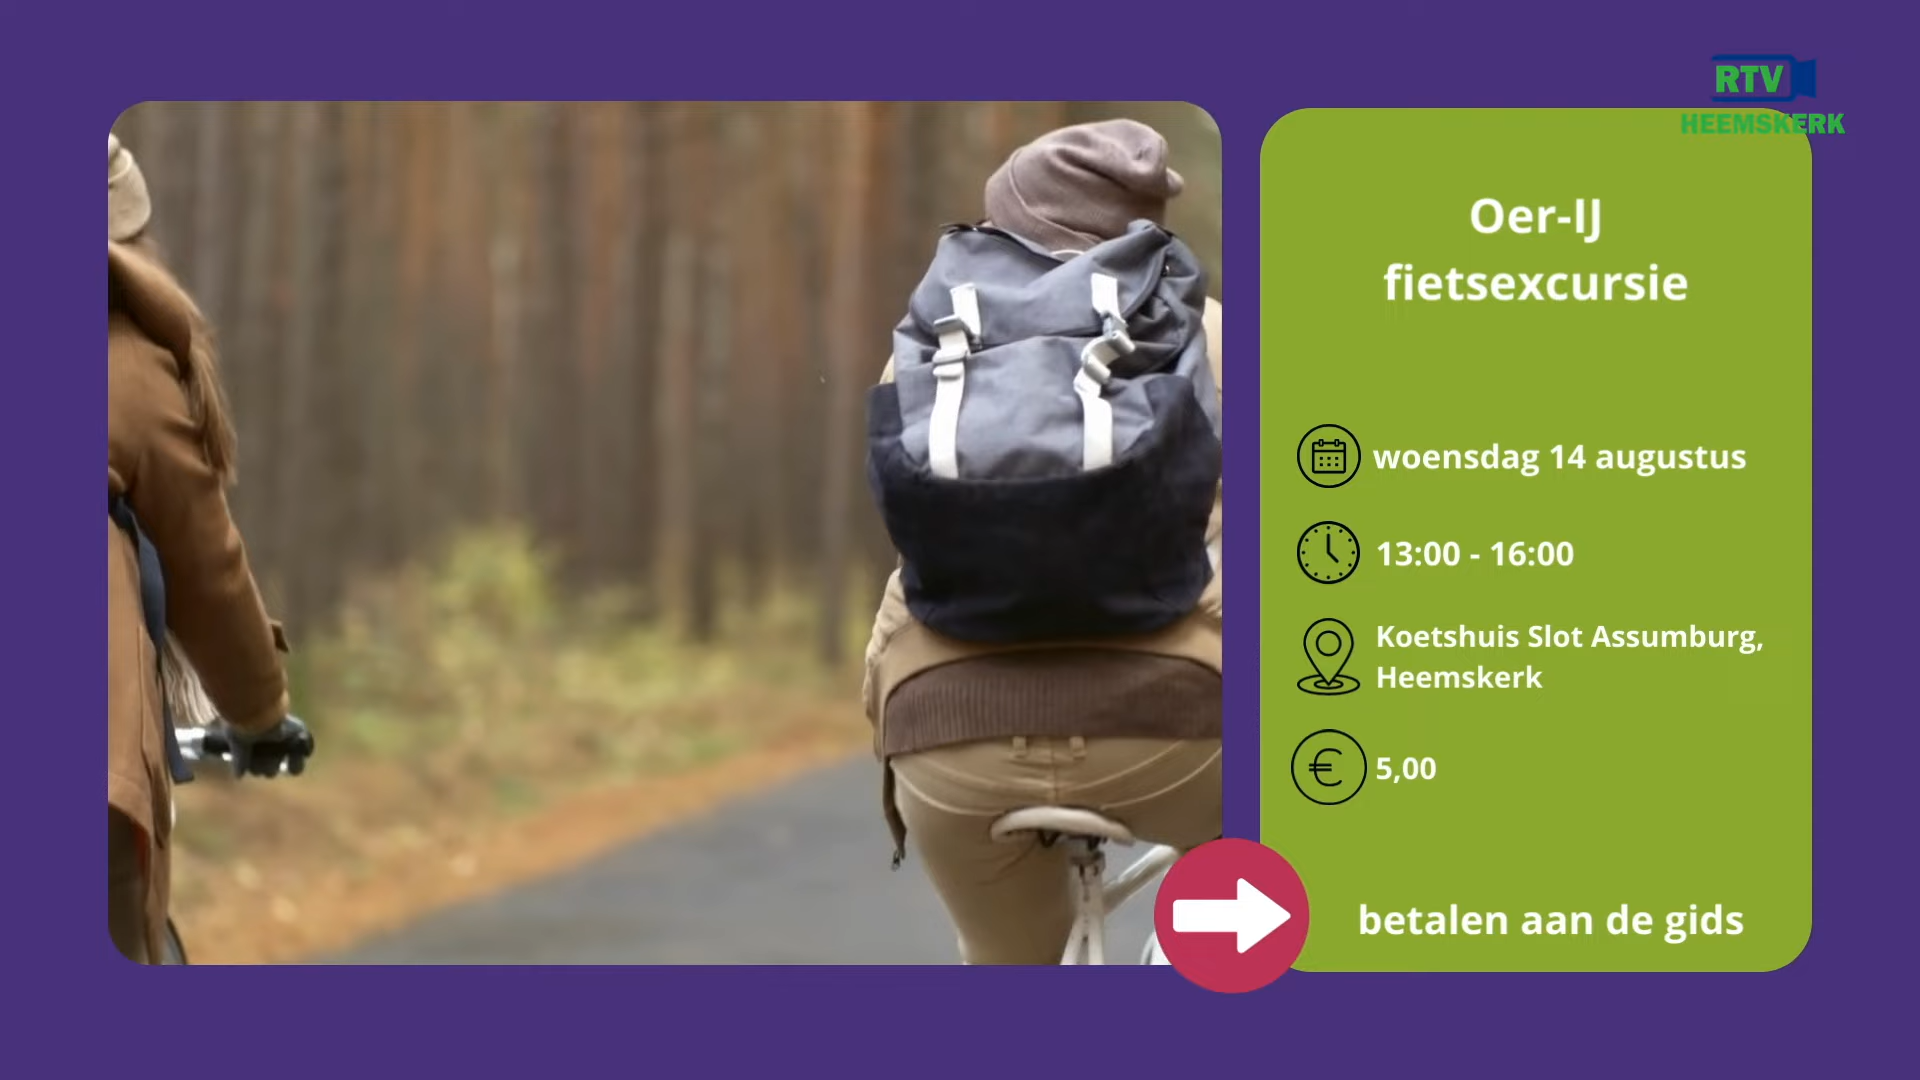 RTV
HEEMSKERK
Oer-IJ
fietsexcursie
woensdag 14 augustus
13:00 - 16:00
Koetshuis Slot Assumburg,
Heemskerk
€ 5,00
betalen aan de gids